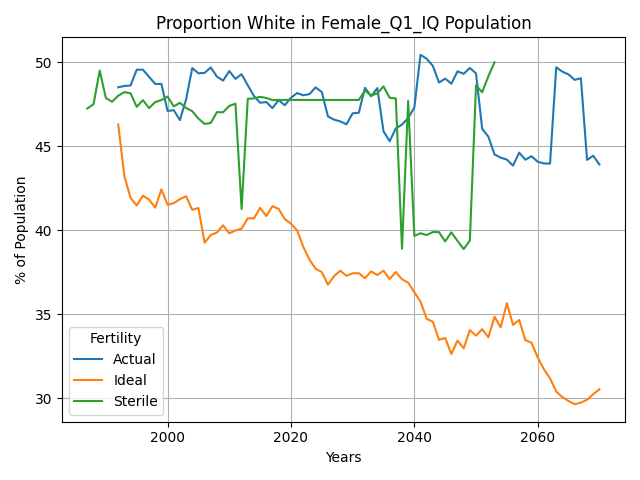 Proportion White in Female_Q1_IQ Population
% of Population
50
45
40
35
30
Fertility
Actual
Ideal
Sterile
2000
2020
2040
2060
Years